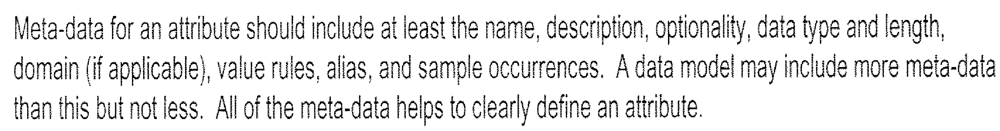 Meta-data for an attribute should include at least the name, description, optionality, data type and length,
domain (if applicable), value rules, alias, and sample occurrences.  A data model may include more meta-data
than this but not less.  All of the meta-data helps to clearly define an attribute.